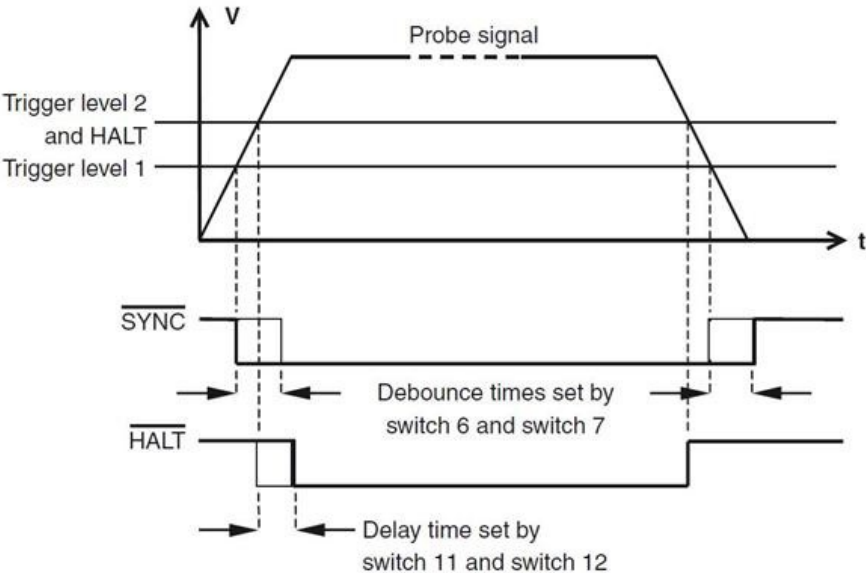 V
Probe signal
Trigger level 2
and HALT
Trigger level 1
t
SYNC
Debounce times set by
switch 6 and switch 7
HALT
Delay time set by
switch 11 and switch 12